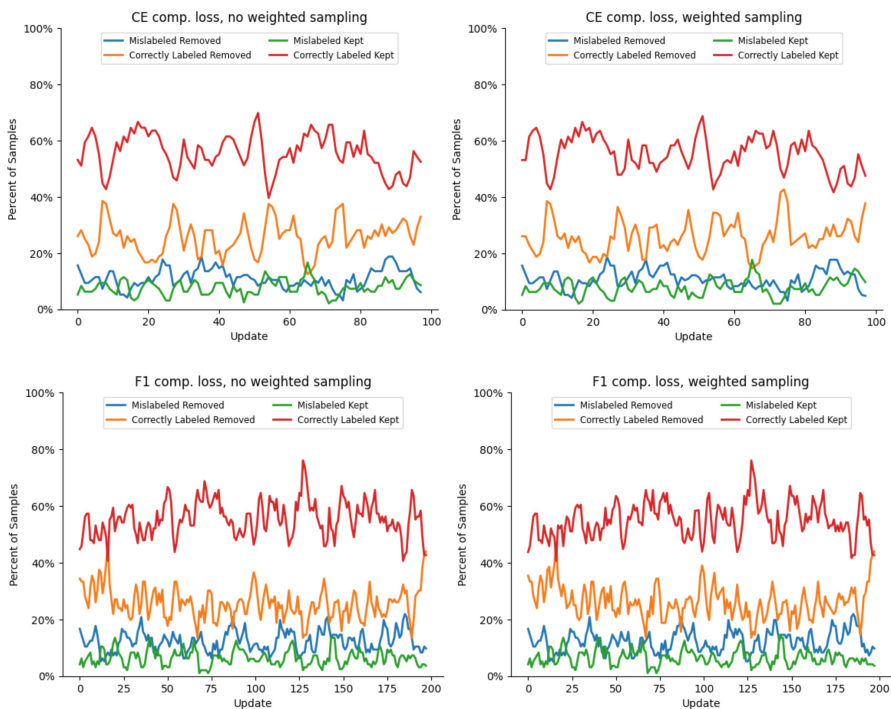 CE comp. loss, no weighted sampling
Mislabeled Removed Mislabeled Kept
Correctly Labeled Removed Correctly Labeled Kept
100%
80%
60%
40%
20%
0%
Percent of Samples
0 20 40 60 80 100
Update
CE comp. loss, weighted sampling
Mislabeled Removed Mislabeled Kept
Correctly Labeled Removed Correctly Labeled Kept
100%
80%
60%
40%
20%
0%
Percent of Samples
0 20 40 60 80 100
Update
F1 comp. loss, no weighted sampling
Mislabeled Removed Mislabeled Kept
Correctly Labeled Removed Correctly Labeled Kept
100%
80%
60%
40%
20%
0%
Percent of Samples
0 25 50 75 100 125 150 175 200
Update
F1 comp. loss, weighted sampling
Mislabeled Removed Mislabeled Kept
Correctly Labeled Removed Correctly Labeled Kept
100%
80%
60%
40%
20%
0%
Percent of Samples
0 25 50 75 100 125 150 175 200
Update